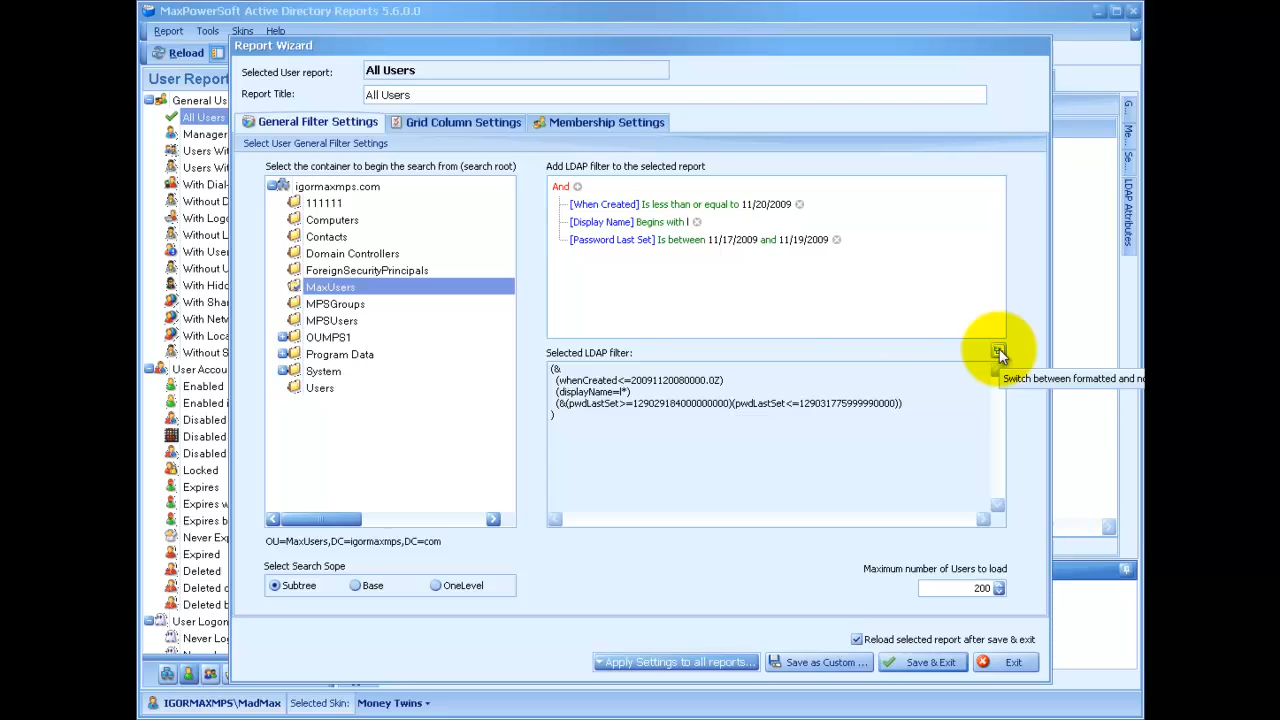 MaxPowerSoft Active Directory Reports 5.6.0.0
Report Tools Skins Help
Reload
Report Wizard
User Report
Selected User report: All Users
Report Title: All Users
General Filter Settings Grid Column Settings Membership Settings
Select User General Filter Settings
Select the container to begin the search from (search root)
igormaxmps.com
111111
Computers
Contacts
Domain Controllers
ForeignSecurityPrincipals
MaxUsers
MPSGroups
MPSUsers
OUMPS1
Program Data
System
Users
OU=MaxUsers,DC=igormaxmps,DC=com
Select Search Sope
Subtree Base OneLevel
Add LDAP filter to the selected report
And
[When Created] Is less than or equal to 11/20/2009
[Display Name] Begins with l
[Password Last Set] Is between 11/17/2009 and 11/19/2009
Selected LDAP filter:
Switch between formatted and no
(&
(whenCreated<=20091120080000.0Z)
(displayName=l*)
(&(pwdLastSet>=129029184000000000)(pwdLastSet<=129031775999990000))
)
Maximum number of Users to load
200
Reload selected report after save & exit
Apply Settings to all reports... Save as Custom ... Save & Exit Exit
General Us
All Users
Manager
Users Wit
Users Wit
With Dial-
Without D
With Logo
Without U
With User
Without U
With Hidd
With Shar
With Netw
With Loca
Without S
User Accou
Enabled
Enabled i
Disabled
Disabled
Disabled
Locked
Expires
Expires w
Expires b
Never Exp
Expired
Deleted
Deleted o
Deleted b
User Logon
Never Lo
G...
Me...
Se...
LDAP Attributes
IGORMAXMPS\MadMax Selected Skin: Money Twins